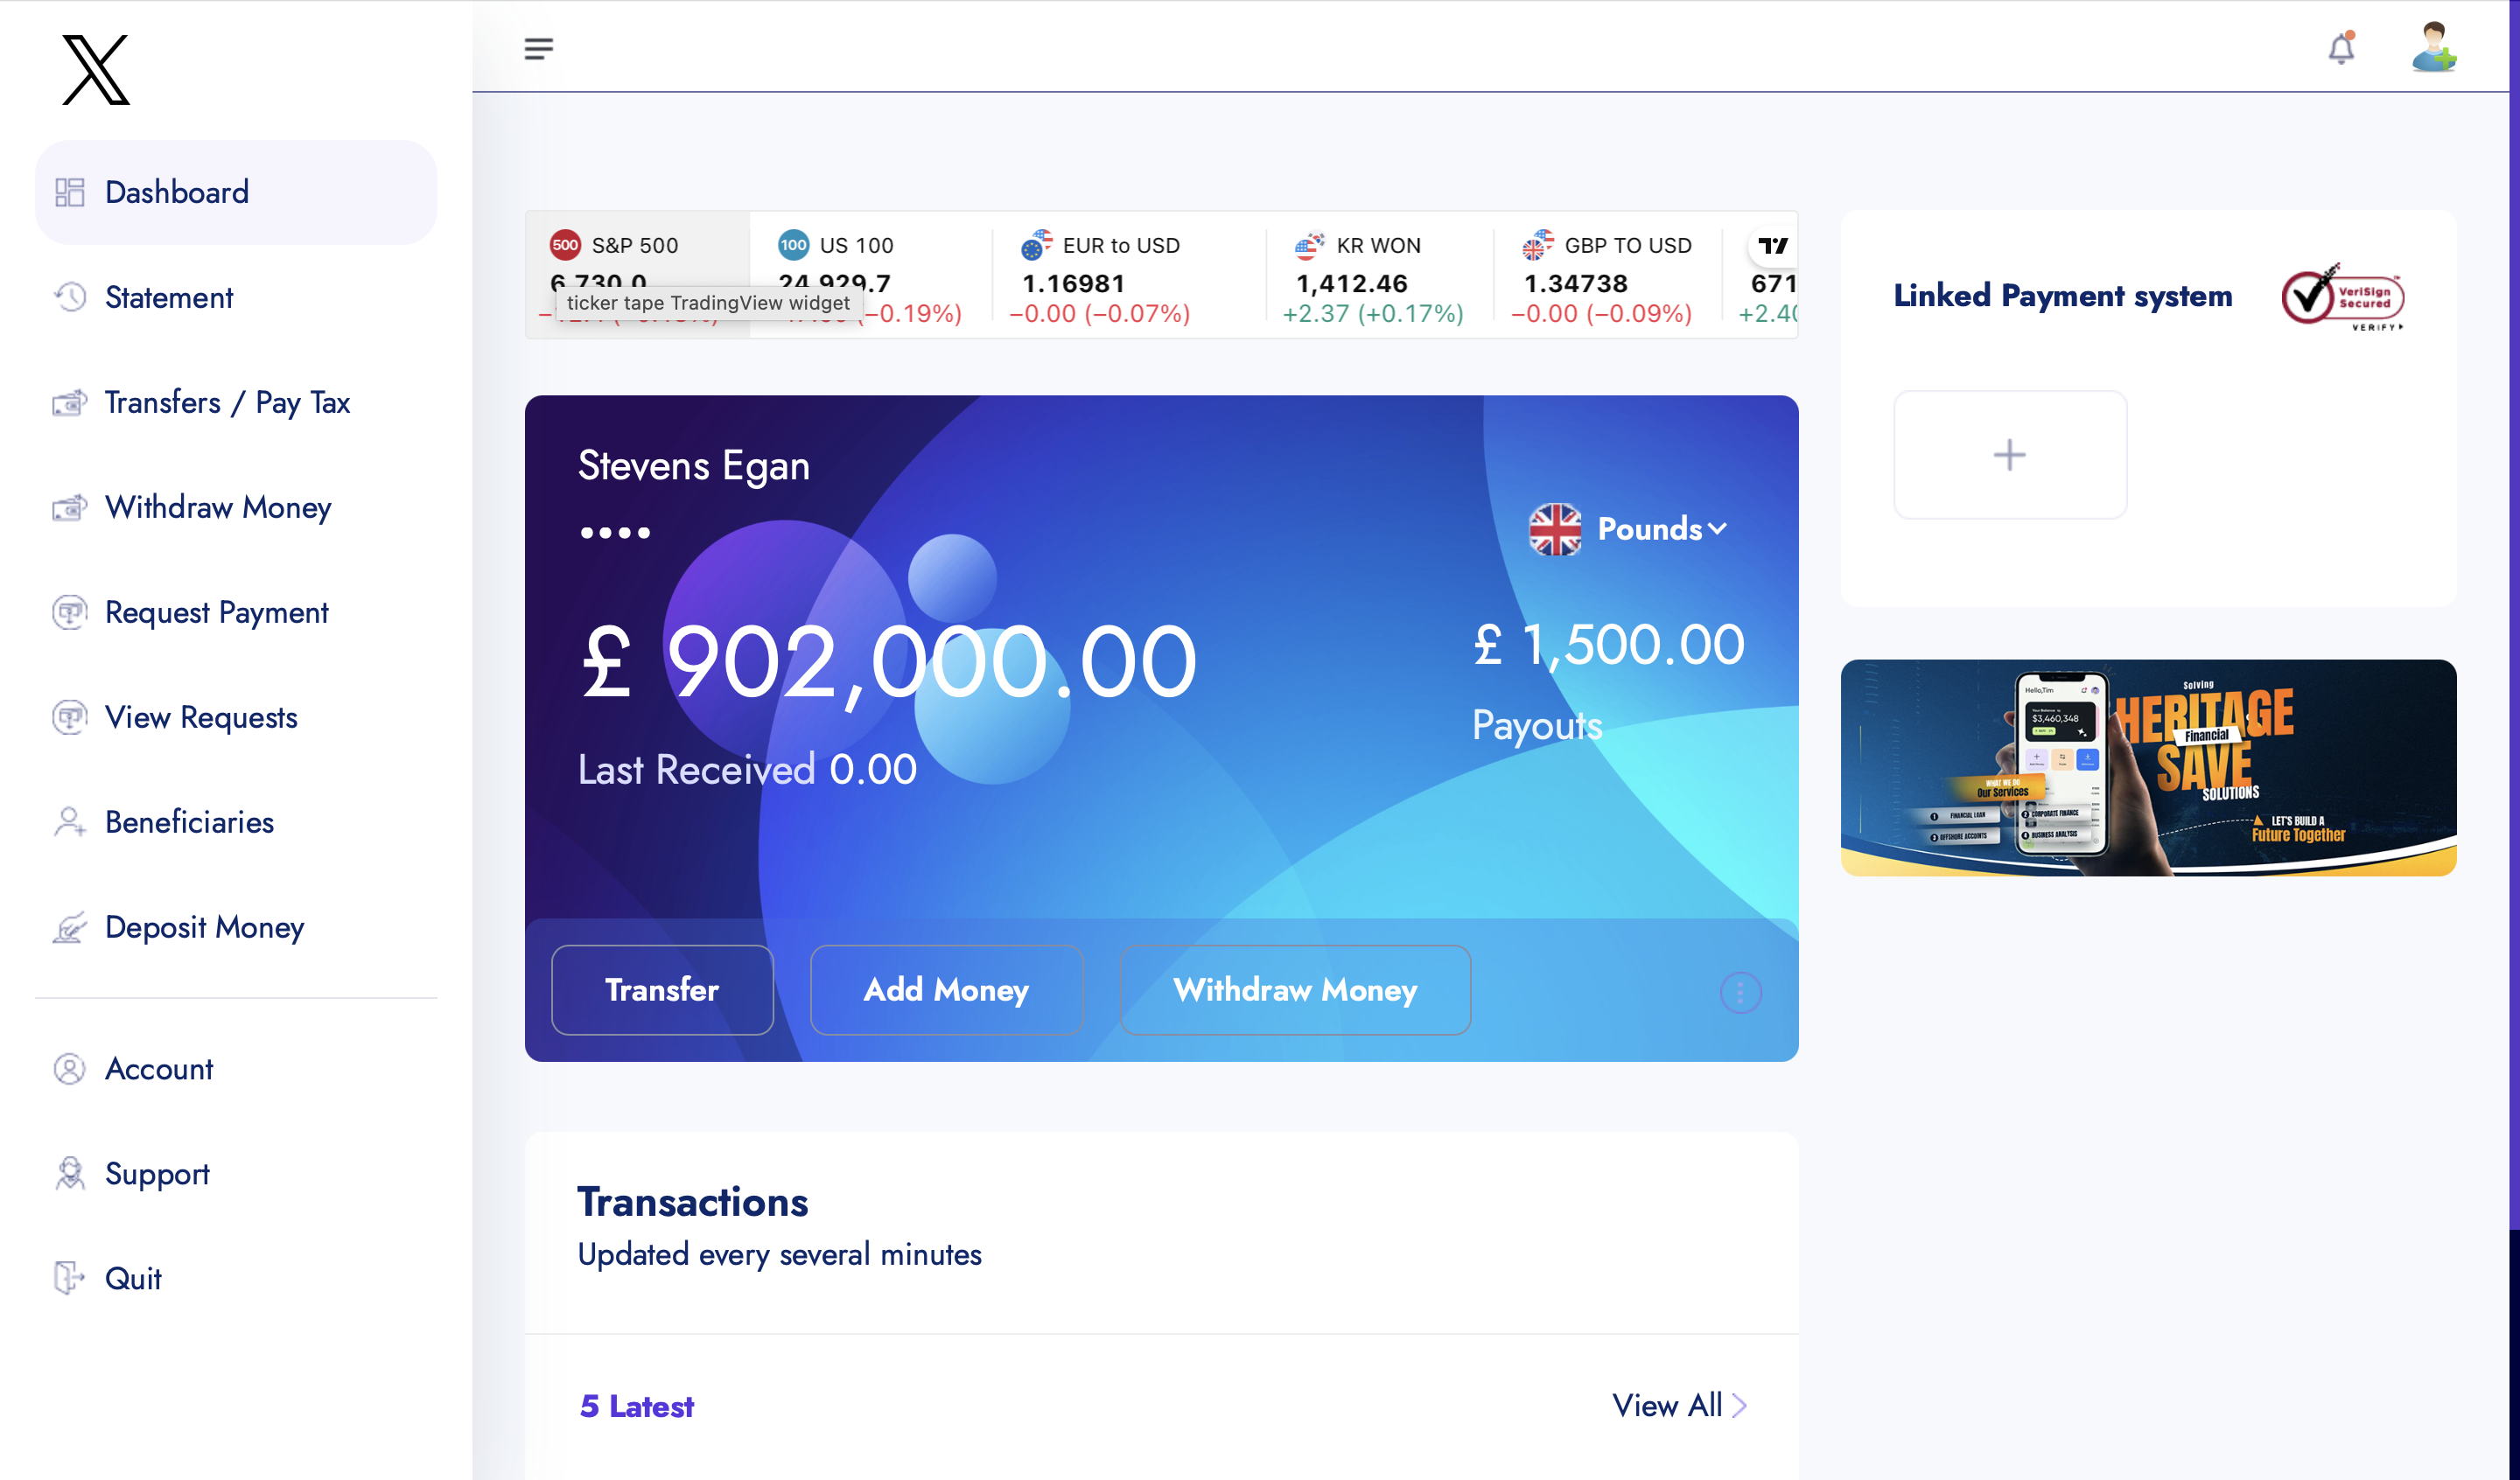 Dashboard
Statement
Transfers / Pay Tax
Withdraw Money
Request Payment
View Requests
Beneficiaries
Deposit Money
Account
Support
Quit
500 S&P 500
6,730.0
100 US 100
24,929.7
−0.19%)
ticker tape TradingView widget
EUR to USD
1.16981
−0.00 (−0.07%)
KR WON
1,412.46
+2.37 (+0.17%)
GBP TO USD
1.34738
−0.00 (−0.09%)
671
+2.40
Stevens Egan
Pounds
£ 902,000.00
Last Received 0.00
£ 1,500.00
Payouts
Transfer
Add Money
Withdraw Money
Transactions
Updated every several minutes
5 Latest
View All
Linked Payment system
VeriSign
Secured
VERIFY
Hello,Tim
$3,460,348
Solving
HERITAGE
Financial
SAVE
SOLUTIONS
WHAT WE DO
Our Services
1 FINANCIAL LOAN
2 CORPORATE FINANCE
3 OFFSHORE ACCOUNTS
4 BUSINESS ANALYSIS
LET'S BUILD A
Future Together